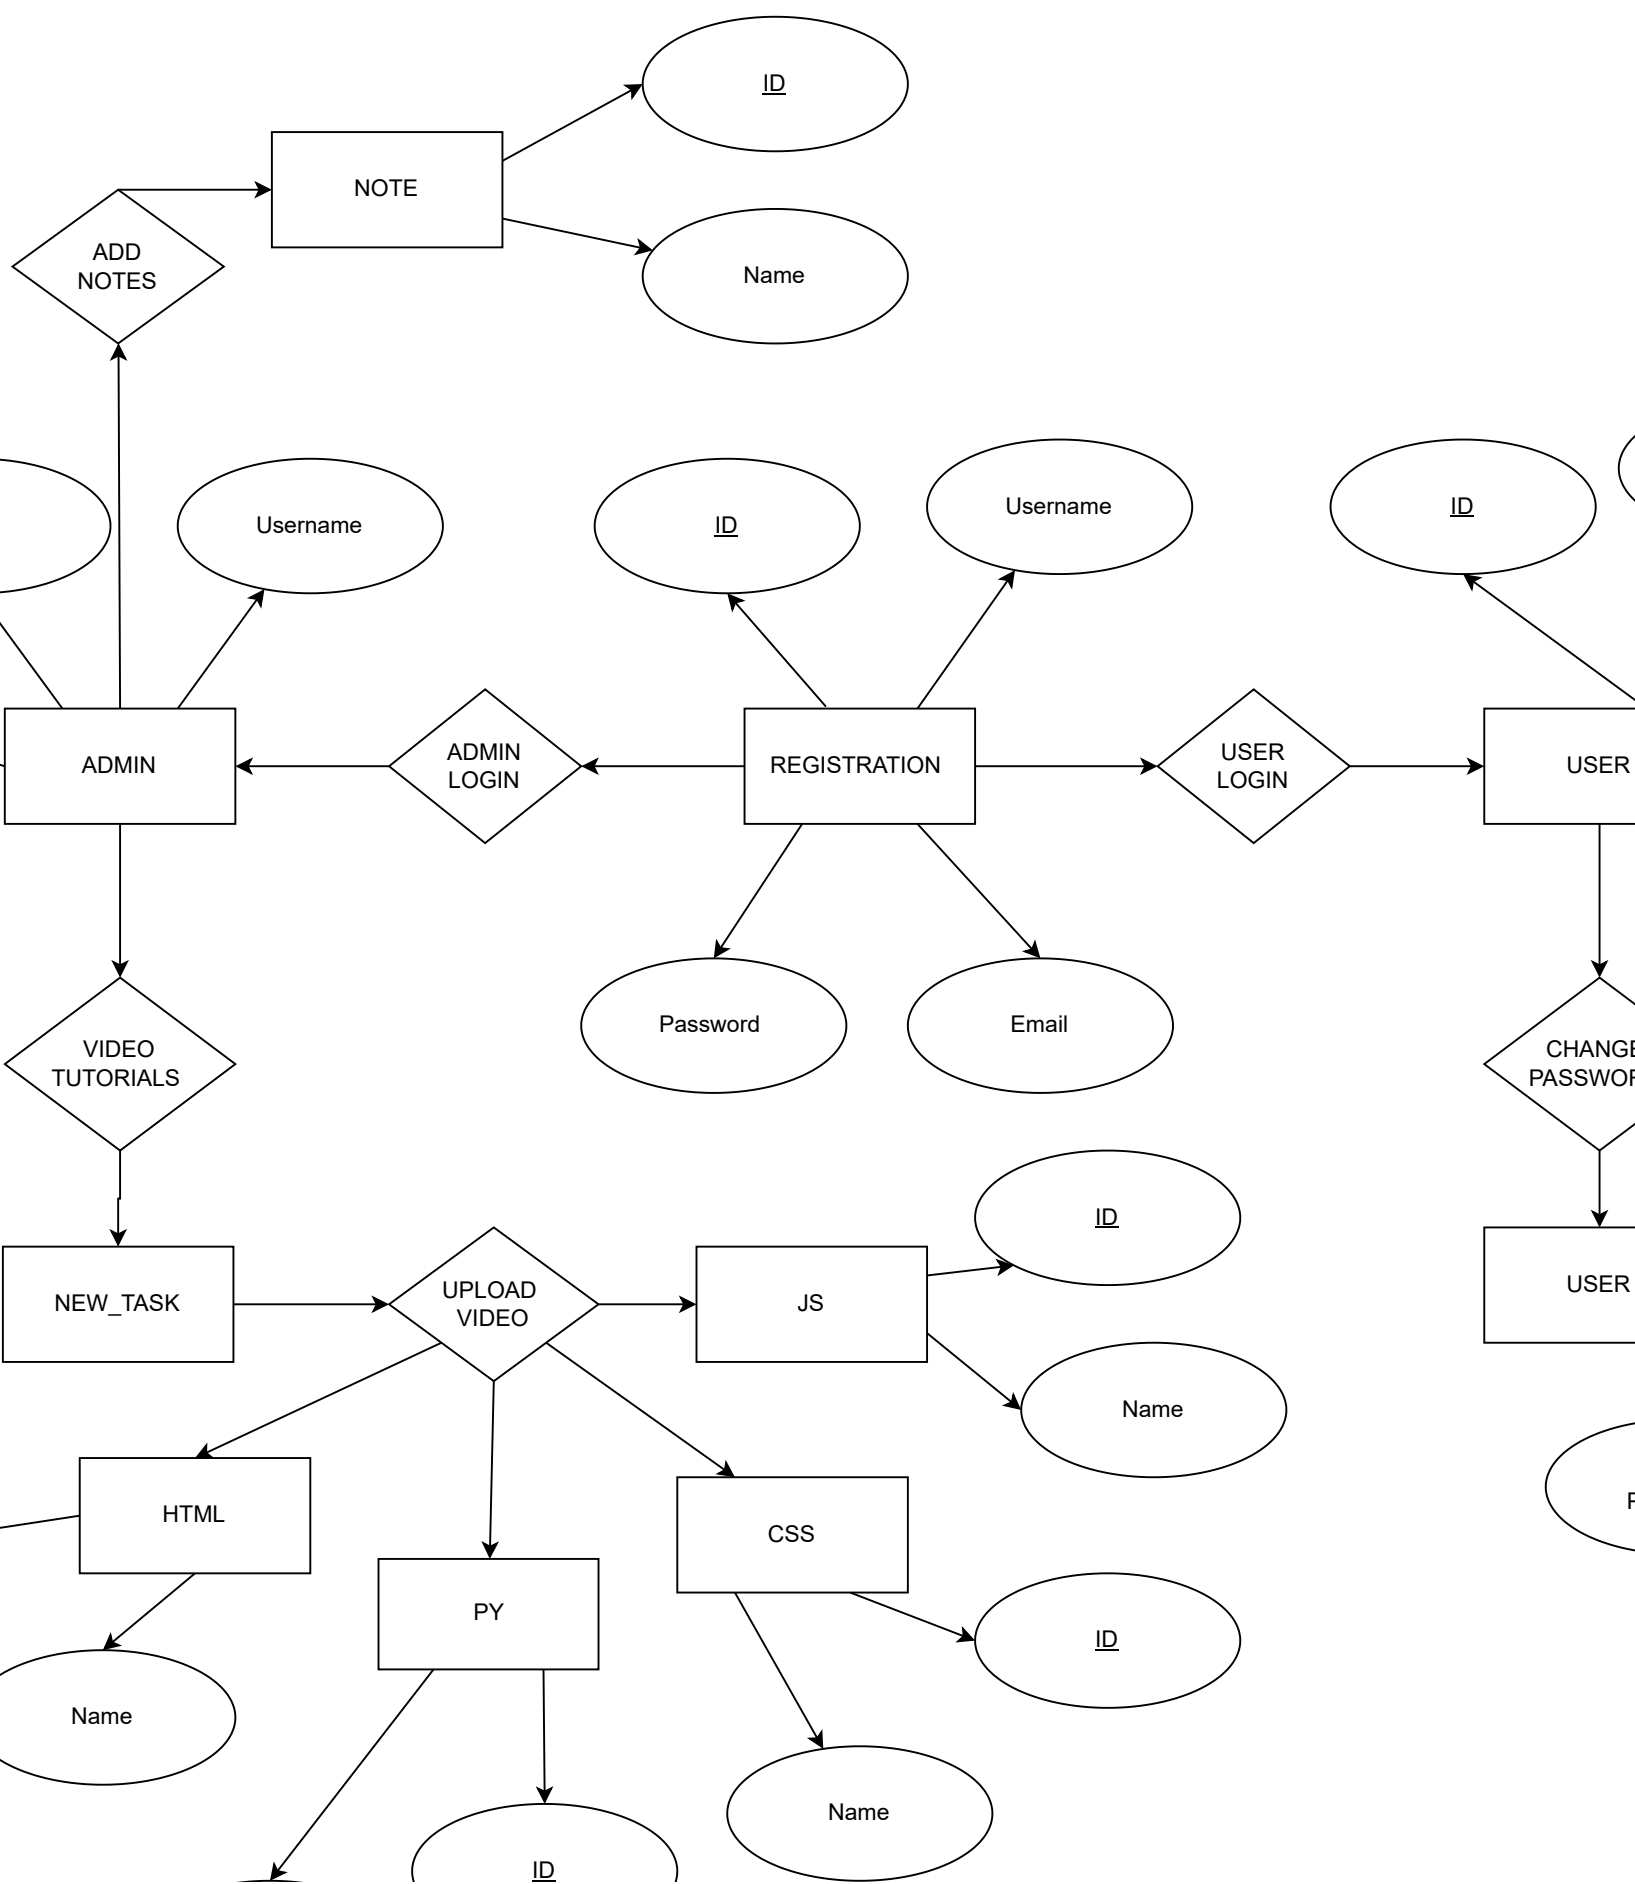 ID
NOTE
ADD
NOTES
Name
Username
ID
Username
ID
ADMIN
ADMIN
LOGIN
REGISTRATION
USER
LOGIN
USER
Password
Email
VIDEO
TUTORIALS
CHANGE
ID
NEW_TASK
UPLOAD
VIDEO
JS
USER
Name
HTML
CSS
PY
ID
Name
Name
ID